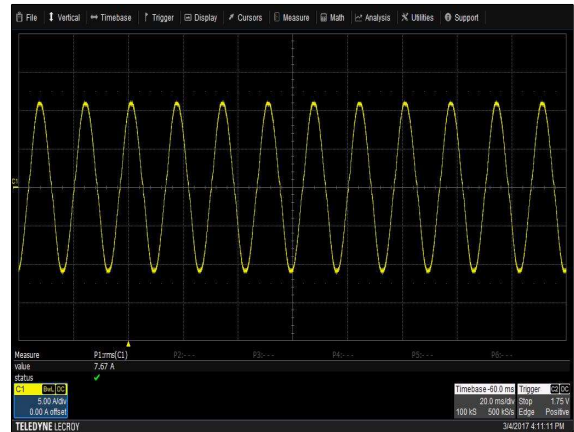 File Vertical Timebase Trigger Display Cursors Measure Math Analysis Utilities Support
C1
Measure P1:rms(C1) P2:- - - P3:- - - P4:- - - P5:- - - P6:- - -
value 7.67 A
status
C1 BwL DC
5.00 A/div
0.00 A offset
Timebase -60.0 ms
20.0 ms/div
100 kS 500 kS/s
Trigger C2 DC
Stop 1.75 V
Edge Positive
TELEDYNE LECROY
3/4/2017 4:11:11 PM